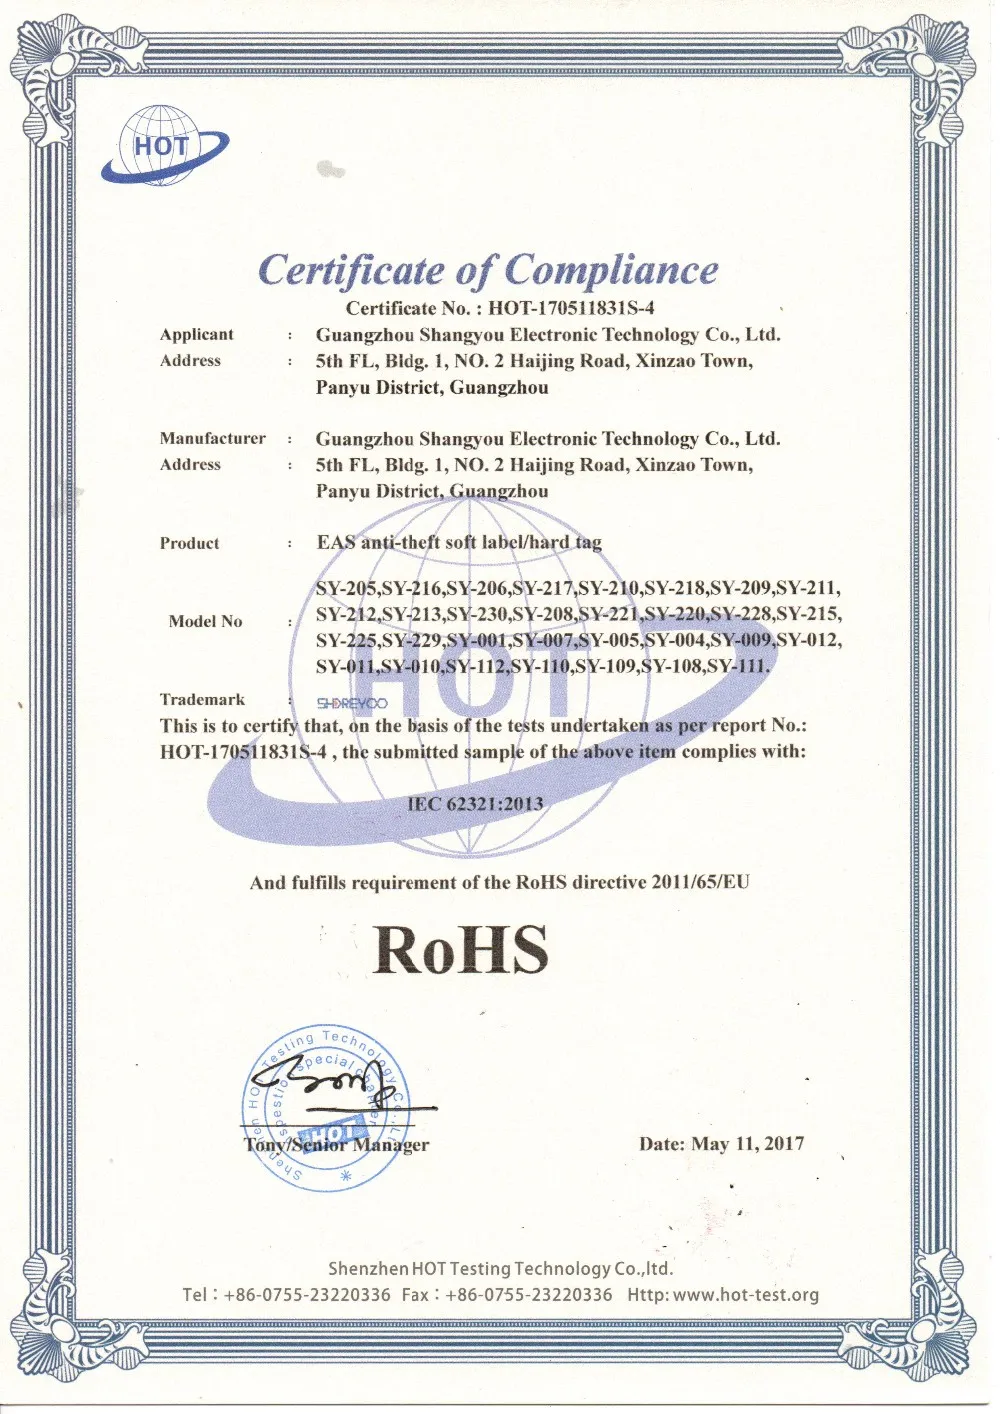 HOT
Certificate of Compliance
Certificate No. : HOT-170511831S-4
Applicant : Guangzhou Shangyou Electronic Technology Co., Ltd.
Address : 5th FL, Bldg. 1, NO. 2 Haijing Road, Xinzao Town,
Panyu District, Guangzhou
Manufacturer : Guangzhou Shangyou Electronic Technology Co., Ltd.
Address : 5th FL, Bldg. 1, NO. 2 Haijing Road, Xinzao Town,
Panyu District, Guangzhou
Product : EAS anti-theft soft label/hard tag
SY-205,SY-216,SY-206,SY-217,SY-210,SY-218,SY-209,SY-211,
Model No : SY-212,SY-213,SY-230,SY-208,SY-221,SY-220,SY-228,SY-215,
SY-225,SY-229,SY-001,SY-007,SY-005,SY-004,SY-009,SY-012,
SY-011,SY-010,SY-112,SY-110,SY-109,SY-108,SY-111.
HOT
Trademark :
This is to certify that, on the basis of the tests undertaken as per report No.:
HOT-170511831S-4 , the submitted sample of the above item complies with:
IEC 62321:2013
And fulfills requirement of the RoHS directive 2011/65/EU
RoHS
Shenzhen HOT Testing Technology Co., Ltd
special chamber
HOT
Tony/Senior Manager
Date: May 11, 2017
Shenzhen HOT Testing Technology Co.,ltd.
Tel : +86-0755-23220336 Fax : +86-0755-23220336 Http: www.hot-test.org